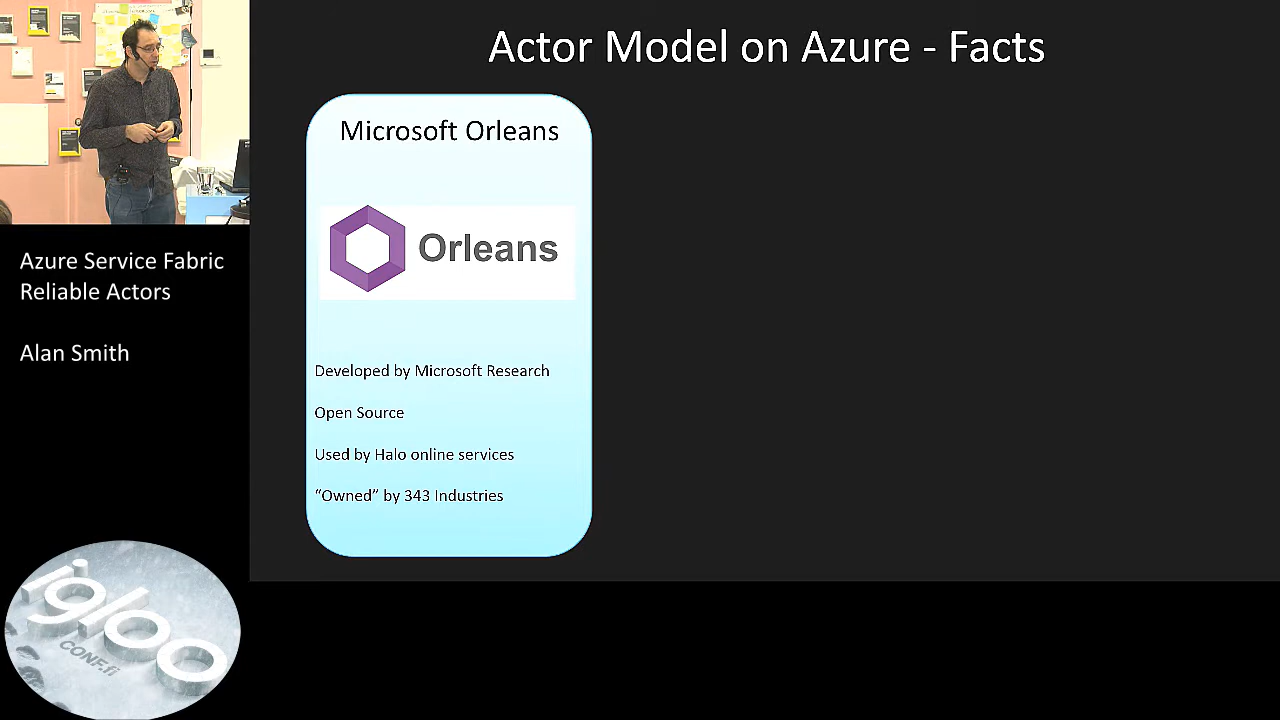 Actor Model on Azure - Facts
Microsoft Orleans
Orleans
Developed by Microsoft Research
Open Source
Used by Halo online services
“Owned” by 343 Industries
Azure Service Fabric
Reliable Actors
Alan Smith
igloo
CONF.fi